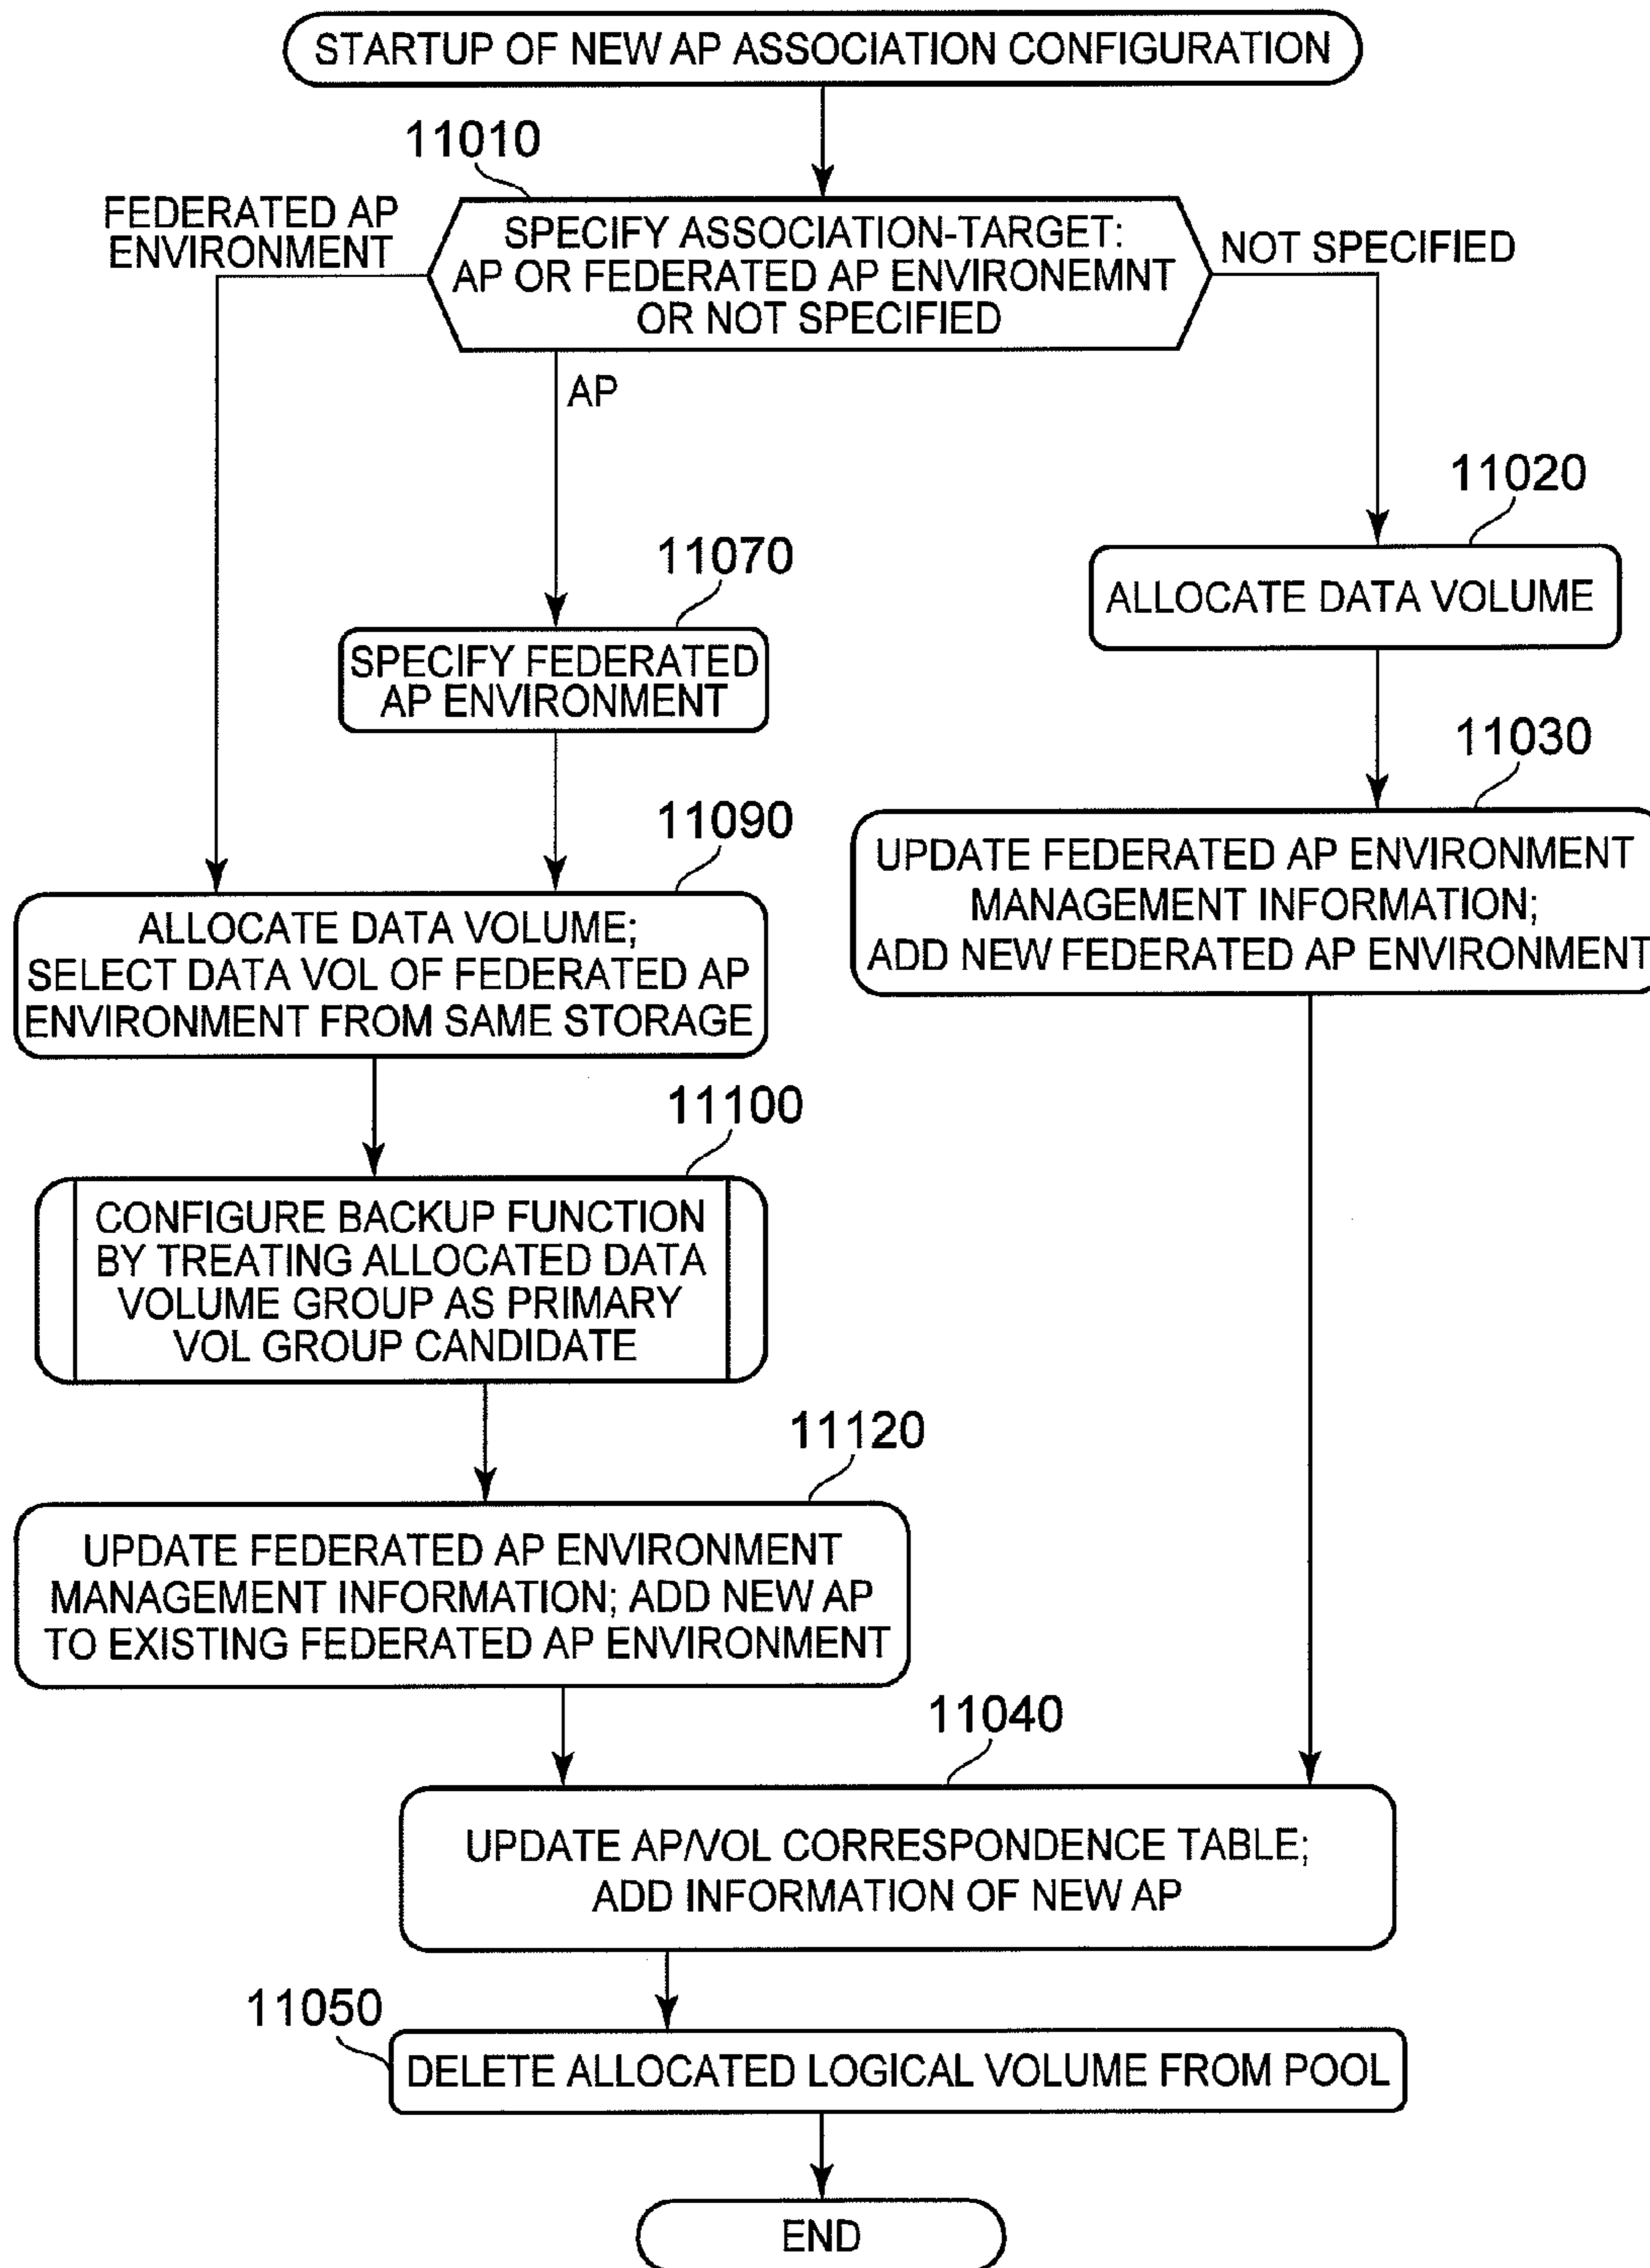 STARTUP OF NEW AP ASSOCIATION CONFIGURATION
11010
FEDERATED AP
ENVIRONMENT
SPECIFY ASSOCIATION-TARGET:
AP OR FEDERATED AP ENVIRONEMNT
OR NOT SPECIFIED
NOT SPECIFIED
AP
11020
ALLOCATE DATA VOLUME
11070
SPECIFY FEDERATED
AP ENVIRONMENT
11030
UPDATE FEDERATED AP ENVIRONMENT
MANAGEMENT INFORMATION;
ADD NEW FEDERATED AP ENVIRONMENT
11090
ALLOCATE DATA VOLUME;
SELECT DATA VOL OF FEDERATED AP
ENVIRONMENT FROM SAME STORAGE
11100
CONFIGURE BACKUP FUNCTION
BY TREATING ALLOCATED DATA
VOLUME GROUP AS PRIMARY
VOL GROUP CANDIDATE
11120
UPDATE FEDERATED AP ENVIRONMENT
MANAGEMENT INFORMATION; ADD NEW AP
TO EXISTING FEDERATED AP ENVIRONMENT
11040
UPDATE AP/VOL CORRESPONDENCE TABLE;
ADD INFORMATION OF NEW AP
11050
DELETE ALLOCATED LOGICAL VOLUME FROM POOL
END